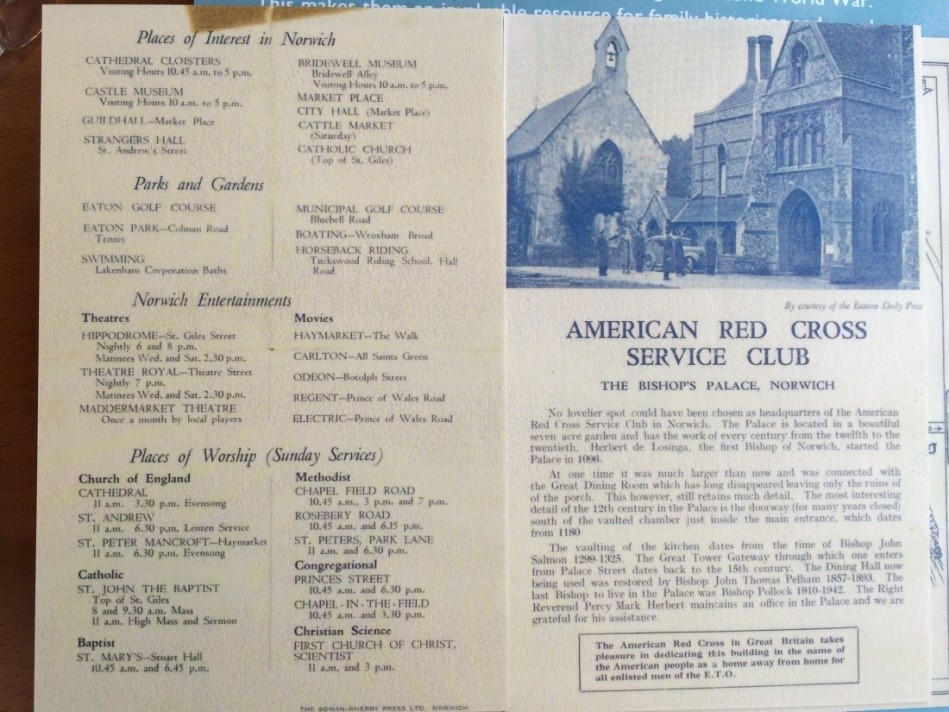 This makes them an invaluable resource for family historians and
World War.
Places of Interest in Norwich
CATHEDRAL CLOISTERS
Visiting Hours 10.45 a.m. to 5 p.m.
CASTLE MUSEUM
Visiting Hours 10 a.m. to 5 p.m.
GUILDHALL—Market Place
STRANGERS HALL
St. Andrew's Street
BRIDEWELL MUSEUM
Bridewell Alley
Visiting Hours 10 a.m. to 5 p.m.
MARKET PLACE
CITY HALL (Market Place)
CATTLE MARKET
(Saturday)
CATHOLIC CHURCH
(Top of St. Giles)
Parks and Gardens
EATON GOLF COURSE
EATON PARK—Colman Road
Tennis
SWIMMING
Lakenham Corporation Baths
MUNICIPAL GOLF COURSE
Bluebell Road
BOATING—Wroxham Broad
HORSEBACK RIDING
Tuckswood Riding School, Hall
Road
Norwich Entertainments
Theatres
HIPPODROME—St. Giles Street
Nightly 6 and 8 p.m.
Matinees Wed. and Sat. 2.30 p.m.
THEATRE ROYAL—Theatre Street
Nightly 7 p.m.
Matinees Wed. and Sat. 2.30 p.m.
MADDERMARKET THEATRE
Once a month by local players
Movies
HAYMARKET—The Walk
CARLTON—All Saints Green
ODEON—Botolph Street
REGENT—Prince of Wales Road
ELECTRIC—Prince of Wales Road
Places of Worship (Sunday Services)
Church of England
CATHEDRAL
11 a.m. 3.30 p.m. Evensong
ST. ANDREW
11 a.m. 6.30 p.m. Lenten Service
ST. PETER MANCROFT—Haymarket
11 a.m. 6.30 p.m. Evensong
Catholic
ST. JOHN THE BAPTIST
Top of St. Giles
8 and 9.30 a.m. Mass
11 a.m. High Mass and Sermon
Baptist
ST. MARY'S—Stuart Hall
10.45 a.m. and 6.45 p.m.
Methodist
CHAPEL FIELD ROAD
10.45 a.m., 3 p.m. and 7 p.m.
ROSEBERY ROAD
10.45 a.m. and 6.15 p.m.
ST. PETERS, PARK LANE
11 a.m. and 6.30 p.m.
Congregational
PRINCES STREET
10.45 a.m. and 6.30 p.m.
CHAPEL-IN-THE-FIELD
10.45 a.m. and 3.30 p.m.
Christian Science
FIRST CHURCH OF CHRIST,
SCIENTIST
11 a.m. and 3 p.m.
THE SOMAN-WHERRY PRESS LTD. NORWICH.
By courtesy of the Eastern Daily Press
AMERICAN RED CROSS
SERVICE CLUB
THE BISHOP'S PALACE, NORWICH
No lovelier spot could have been chosen as headquarters of the American
Red Cross Service Club in Norwich. The Palace is located in a beautiful
seven acre garden and has the work of every century from the twelfth to the
twentieth. Herbert de Losinga, the first Bishop of Norwich, started the
Palace in 1096.
At one time it was much larger than now and was connected with
the Great Dining Room which has long disappeared leaving only the ruins of
of the porch. This however, still retains much detail. The most interesting
detail of the 12th century in the Palace is the doorway (for many years closed)
south of the vaulted chamber just inside the main entrance, which dates
from 1180
The vaulting of the kitchen dates from the time of Bishop John
Salmon 1299-1325. The Great Tower Gateway through which one enters
from Palace Street dates back to the 15th century. The Dining Hall now
being used was restored by Bishop John Thomas Pelham 1857-1893. The
last Bishop to live in the Palace was Bishop Pollock 1910-1942. The Right
Reverend Percy Mark Herbert maintains an office in the Palace and we are
grateful for his assistance.
The American Red Cross in Great Britain takes
pleasure in dedicating this building in the name of
the American people as a home away from home for
all enlisted men of the E.T.O.